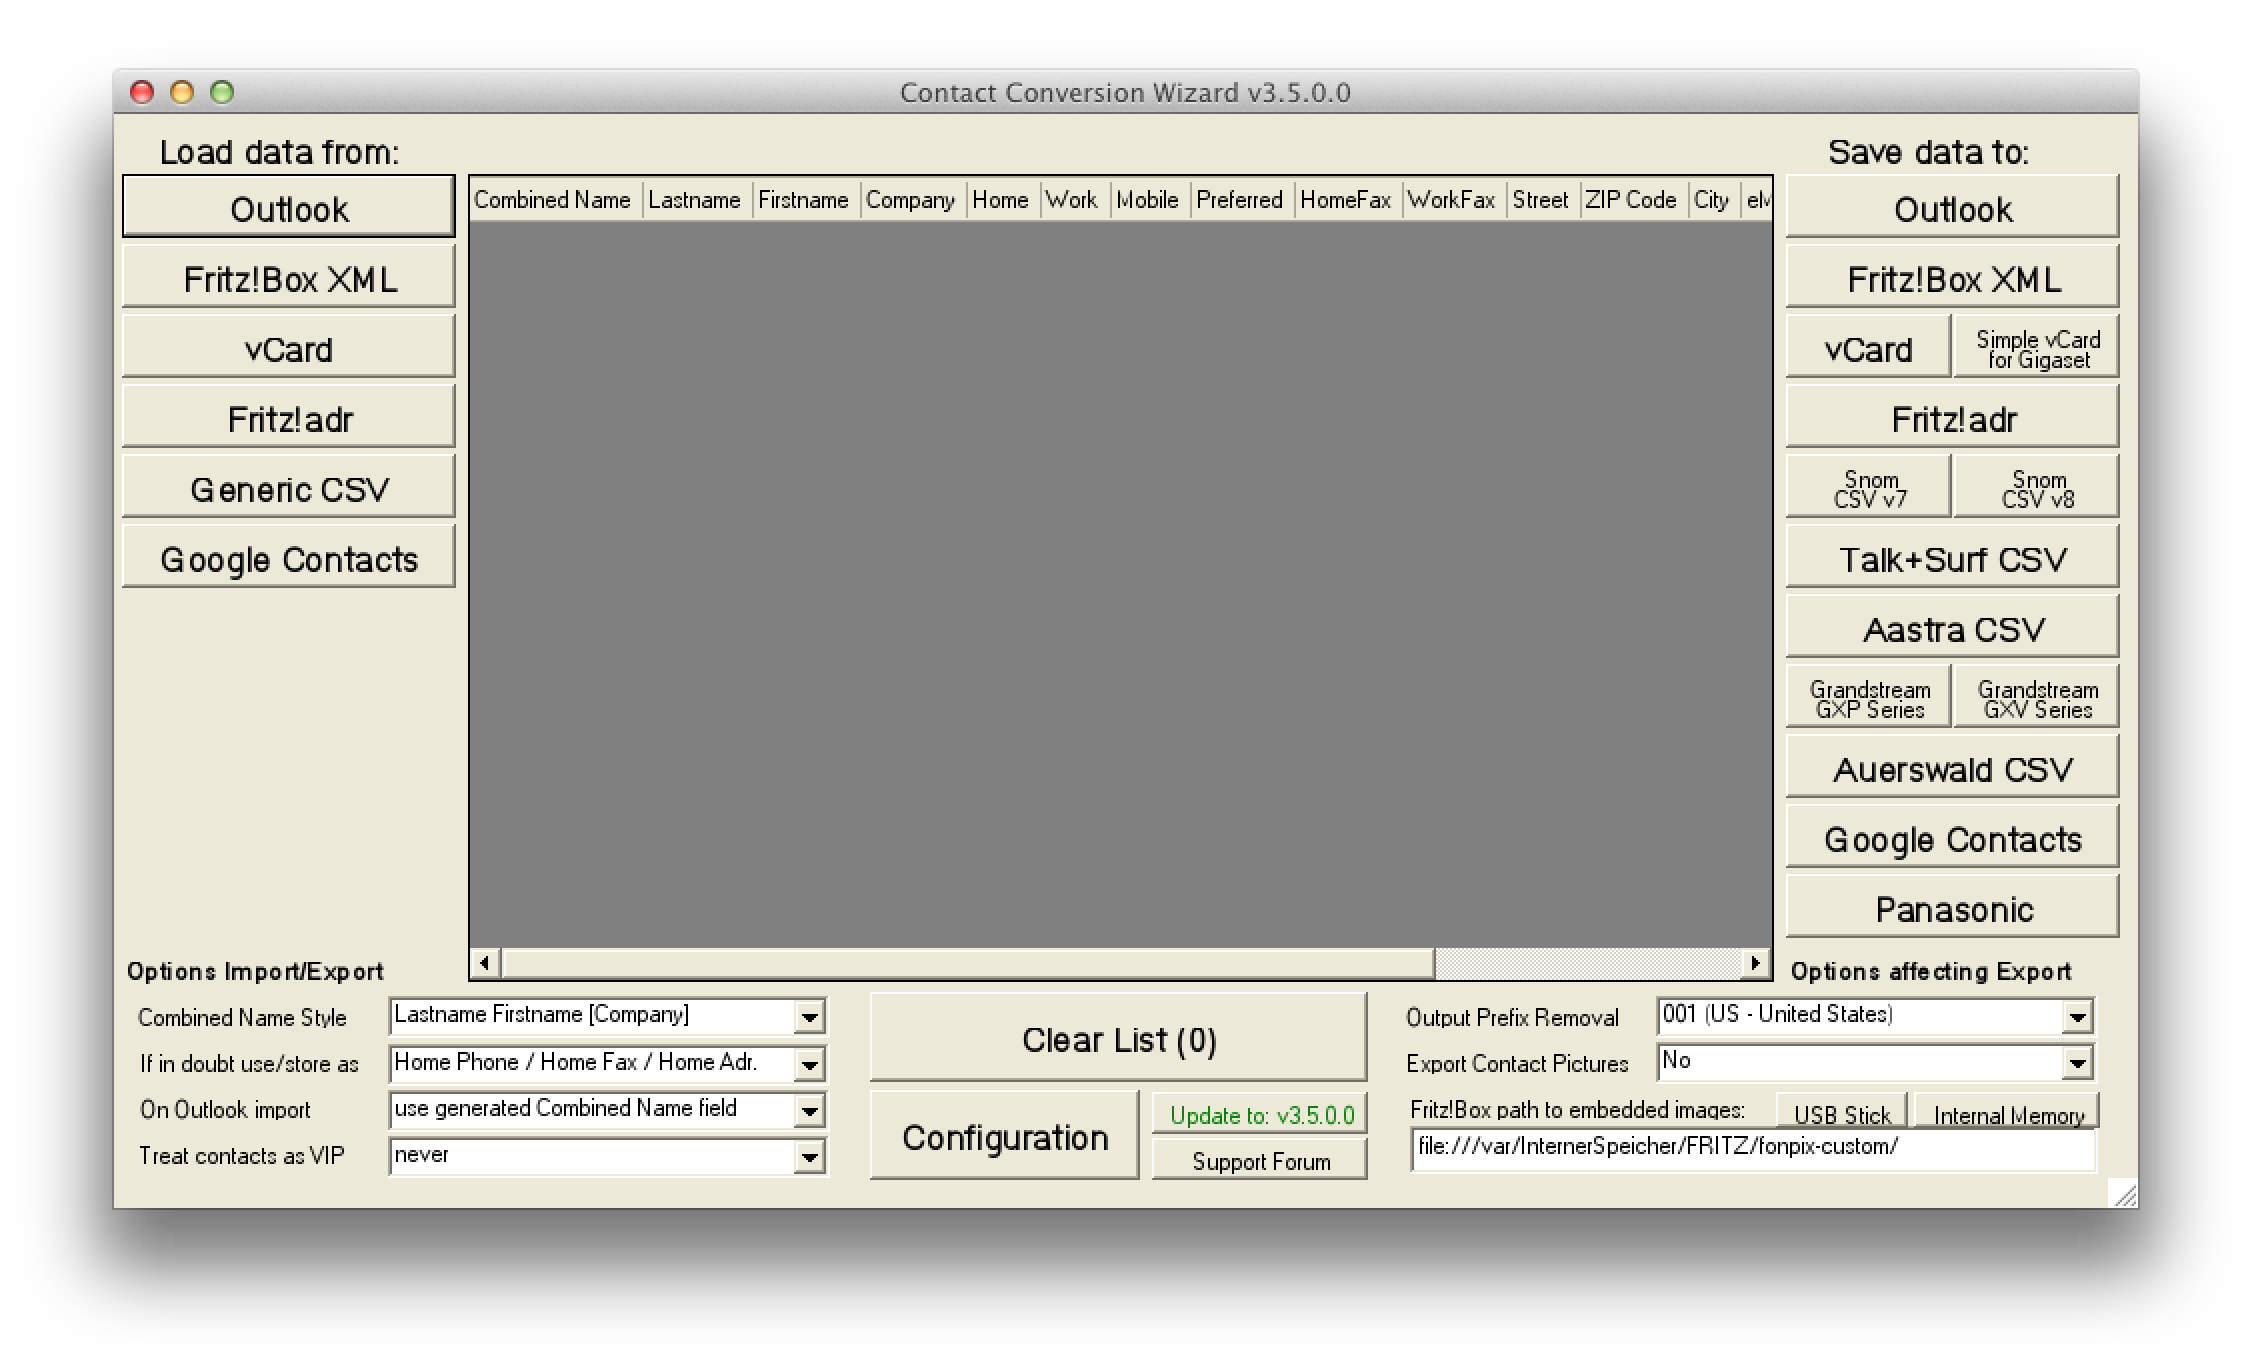 Contact Conversion Wizard v3.5.0.0
Load data from:
Outlook
Fritz!Box XML
vCard
Fritz!adr
Generic CSV
Google Contacts
Combined Name Lastname Firstname Company Home Work Mobile Preferred HomeFax WorkFax Street ZIP Code City
Save data to:
Outlook
Fritz!Box XML
vCard
Simple vCard
for Gigaset
Fritz!adr
Snom
CSV v7
Snom
CSV v8
Talk+Surf CSV
Aastra CSV
Grandstream
GXP Series
Grandstream
GXV Series
Auerswald CSV
Google Contacts
Panasonic
Options Import/Export
Combined Name Style Lastname Firstname [Company]
If in doubt use/store as Home Phone / Home Fax / Home Adr.
On Outlook import use generated Combined Name field
Treat contacts as VIP never
Clear List (0)
Configuration
Update to: v3.5.0.0
Support Forum
Options affecting Export
Output Prefix Removal 001 (US - United States)
Export Contact Pictures No
Fritz!Box path to embedded images: USB Stick Internal Memory
file:///var/InternerSpeicher/FRITZ/fonpix-custom/